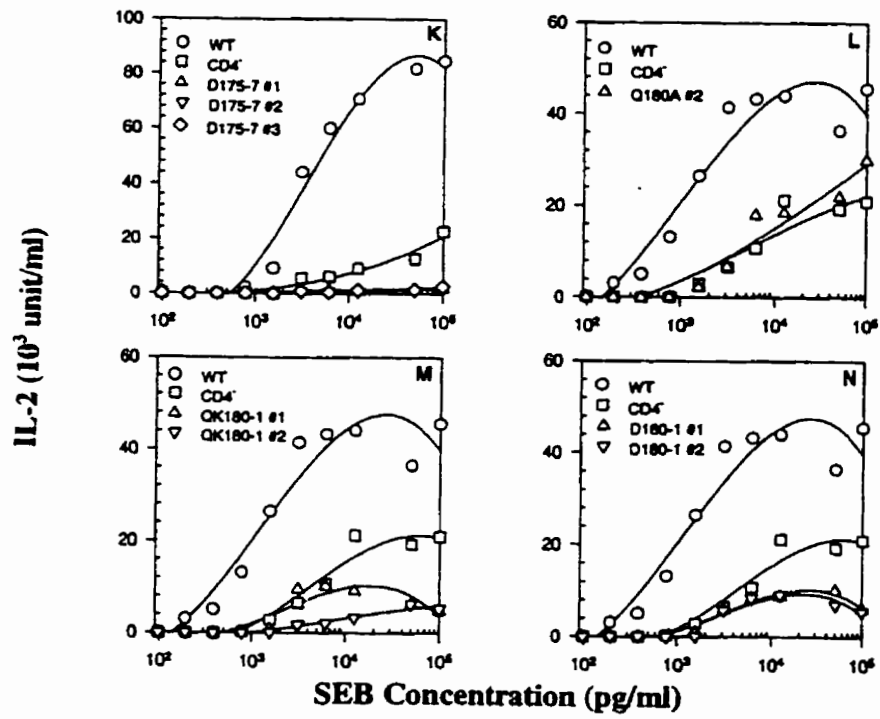 IL-2 (10³ unit/ml)
K
100
80
60
40
20
0
WT
CD4⁻
D175-7 #1
D175-7 #2
D175-7 #3
10² 10³ 10⁴ 10⁵
L
60
40
20
0
WT
CD4⁻
Q180A #2
10² 10³ 10⁴ 10⁵
M
60
40
20
0
WT
CD4⁻
QK180-1 #1
QK180-1 #2
10² 10³ 10⁴ 10⁵
N
60
40
20
0
WT
CD4⁻
D180-1 #1
D180-1 #2
10² 10³ 10⁴ 10⁵
SEB Concentration (pg/ml)